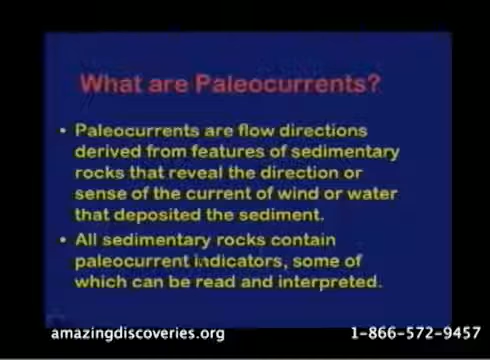 What are Paleocurrents?
• Paleocurrents are flow directions
derived from features of sedimentary
rocks that reveal the direction or
sense of the current of wind or water
that deposited the sediment.
• All sedimentary rocks contain
paleocurrent indicators, some of
which can be read and interpreted.
amazingdiscoveries.org 1-866-572-9457